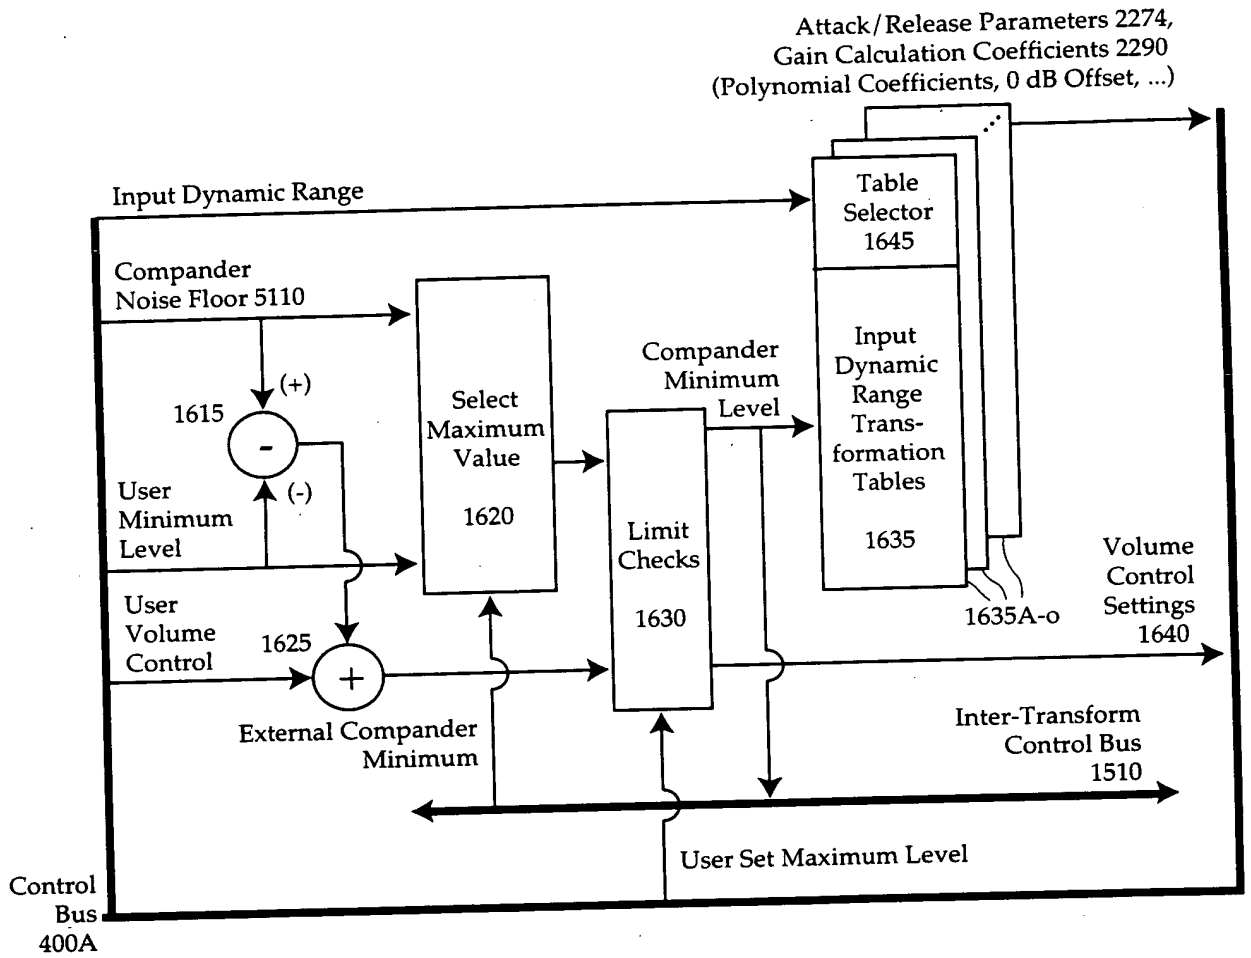 Attack/Release Parameters 2274,
Gain Calculation Coefficients 2290
(Polynomial Coefficients, 0 dB Offset, ...)
Input Dynamic Range
Table
Selector
1645
Compander
Noise Floor 5110
(+)
1615
-
(-)
Select
Maximum
Value
1620
Compander
Minimum
Level
Input
Dynamic
Range
Trans-
formation
Tables
1635
User
Minimum
Level
Limit
Checks
1630
1635A-o
Volume
Control
Settings
1640
User
Volume
Control
1625
+
External Compander
Minimum
Inter-Transform
Control Bus
1510
User Set Maximum Level
Control
Bus
400A